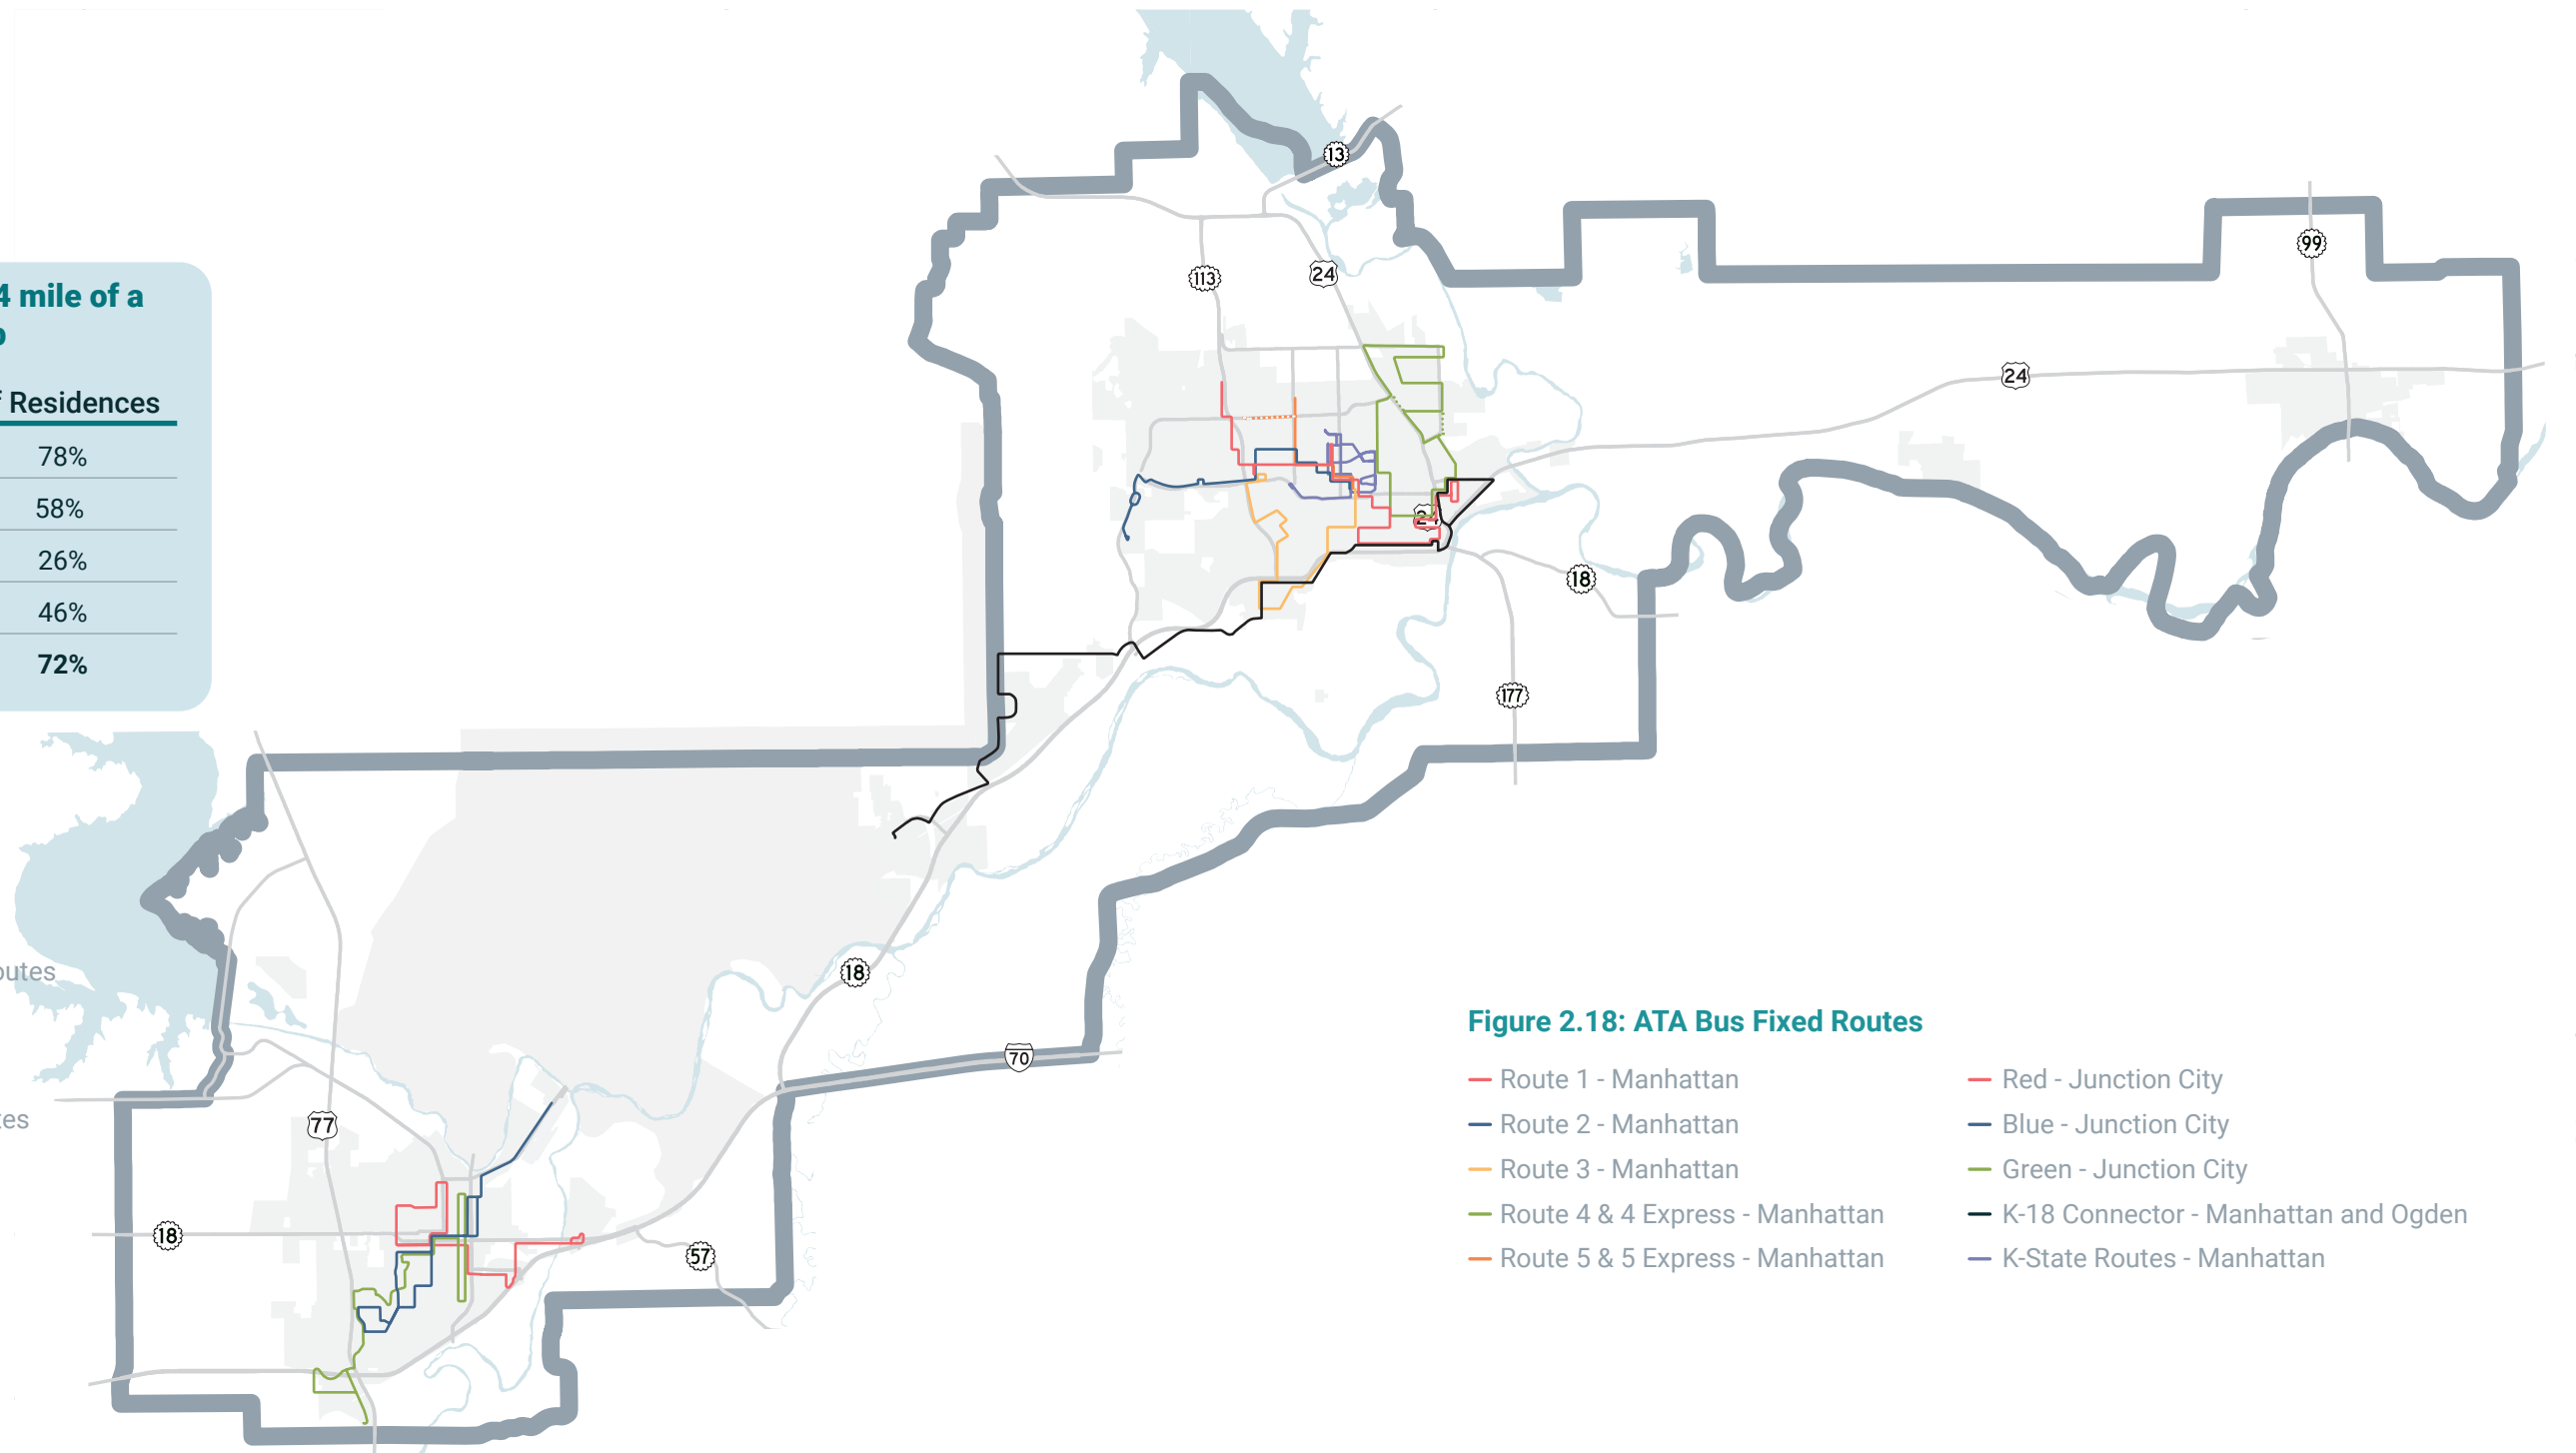 13
99
113
24
4 mile of a
24
Residences
78%
58%
24
26%
18
46%
72%
177
18
outes
Figure 2.18: ATA Bus Fixed Routes
70
Route 1 - Manhattan
Red - Junction City
tes
77
Route 2 - Manhattan
Blue - Junction City
Route 3 - Manhattan
Green - Junction City
Route 4 & 4 Express - Manhattan
K-18 Connector - Manhattan and Ogden
18
57
Route 5 & 5 Express - Manhattan
K-State Routes - Manhattan